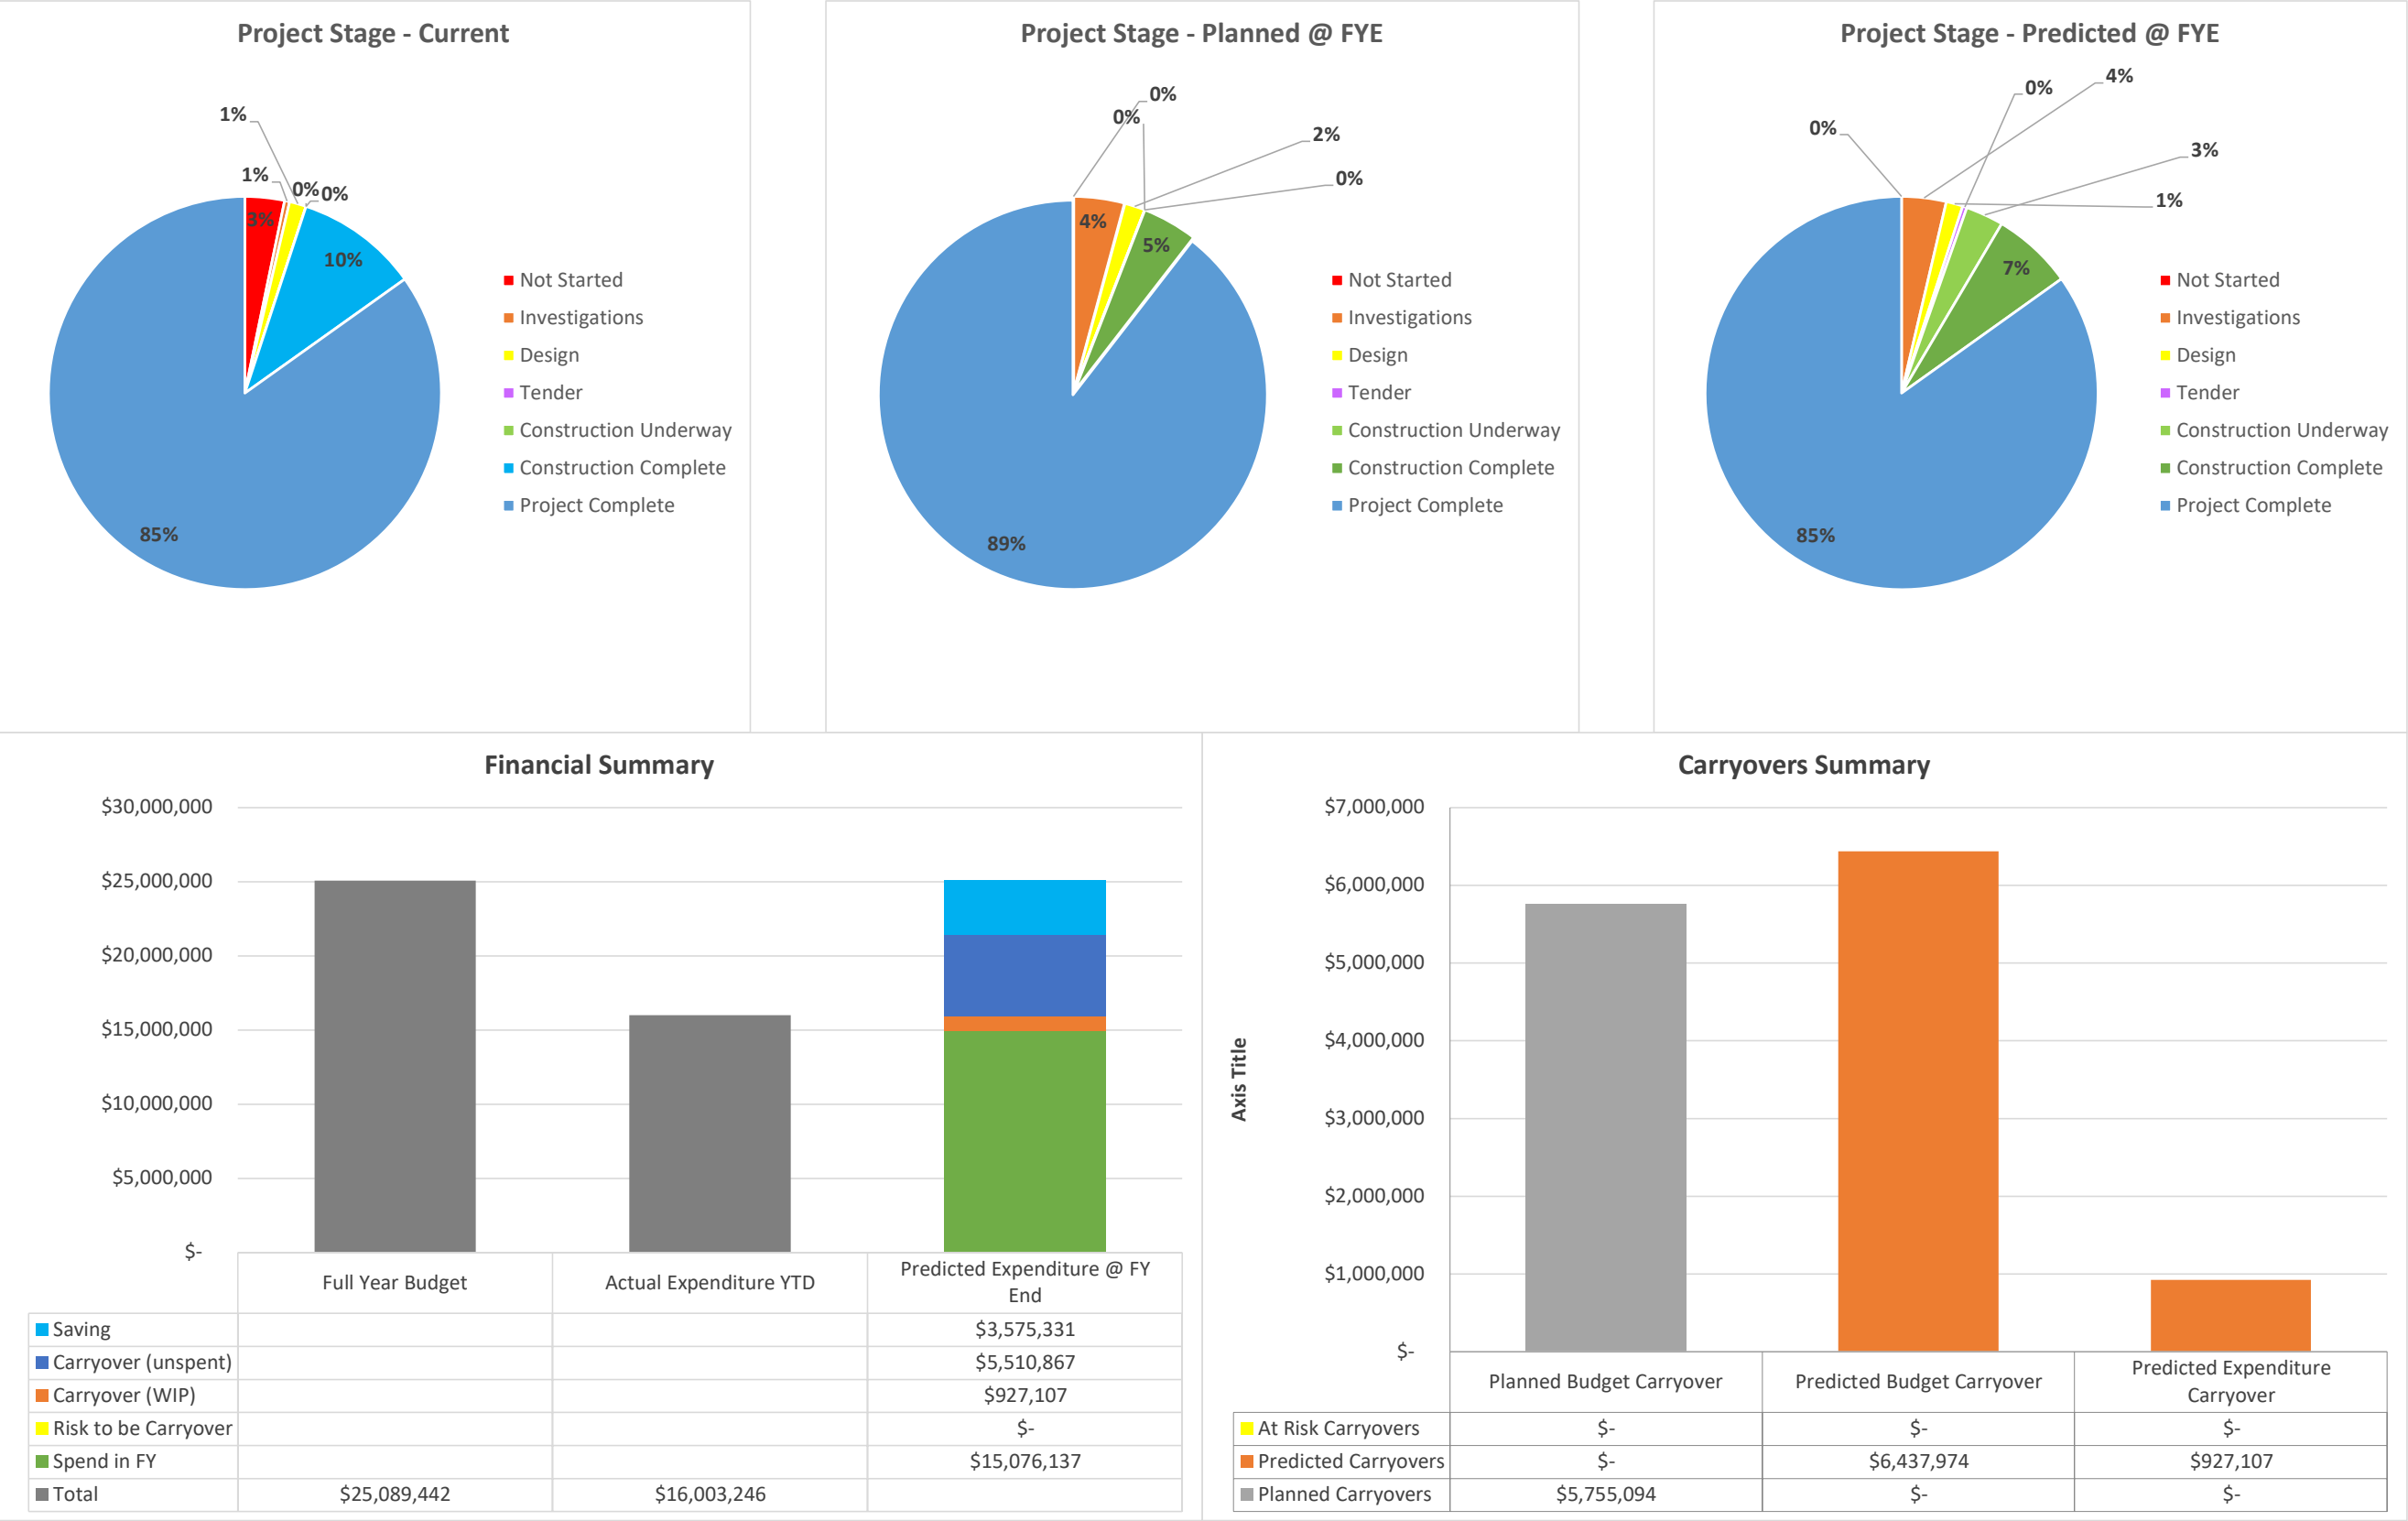 Project Stage - Current
1%
1%
0%
0%
3%
10%
85%
Not Started
Investigations
Design
Tender
Construction Underway
Construction Complete
Project Complete
Project Stage - Planned @ FYE
0%
0%
2%
0%
4%
5%
89%
Not Started
Investigations
Design
Tender
Construction Underway
Construction Complete
Project Complete
Project Stage - Predicted @ FYE
4%
0%
0%
3%
1%
7%
85%
Not Started
Investigations
Design
Tender
Construction Underway
Construction Complete
Project Complete
Financial Summary
$30,000,000
$25,000,000
$20,000,000
$15,000,000
$10,000,000
$5,000,000
$-
Full Year Budget Actual Expenditure YTD Predicted Expenditure @ FY
End
Saving $3,575,331
Carryover (unspent) $5,510,867
Carryover (WIP) $927,107
Risk to be Carryover $-
Spend in FY $15,076,137
Total $25,089,442 $16,003,246
Carryovers Summary
Axis Title
$7,000,000
$6,000,000
$5,000,000
$4,000,000
$3,000,000
$2,000,000
$1,000,000
$-
Planned Budget Carryover Predicted Budget Carryover Predicted Expenditure
Carryover
At Risk Carryovers $- $- $-
Predicted Carryovers $- $6,437,974 $927,107
Planned Carryovers $5,755,094 $- $-